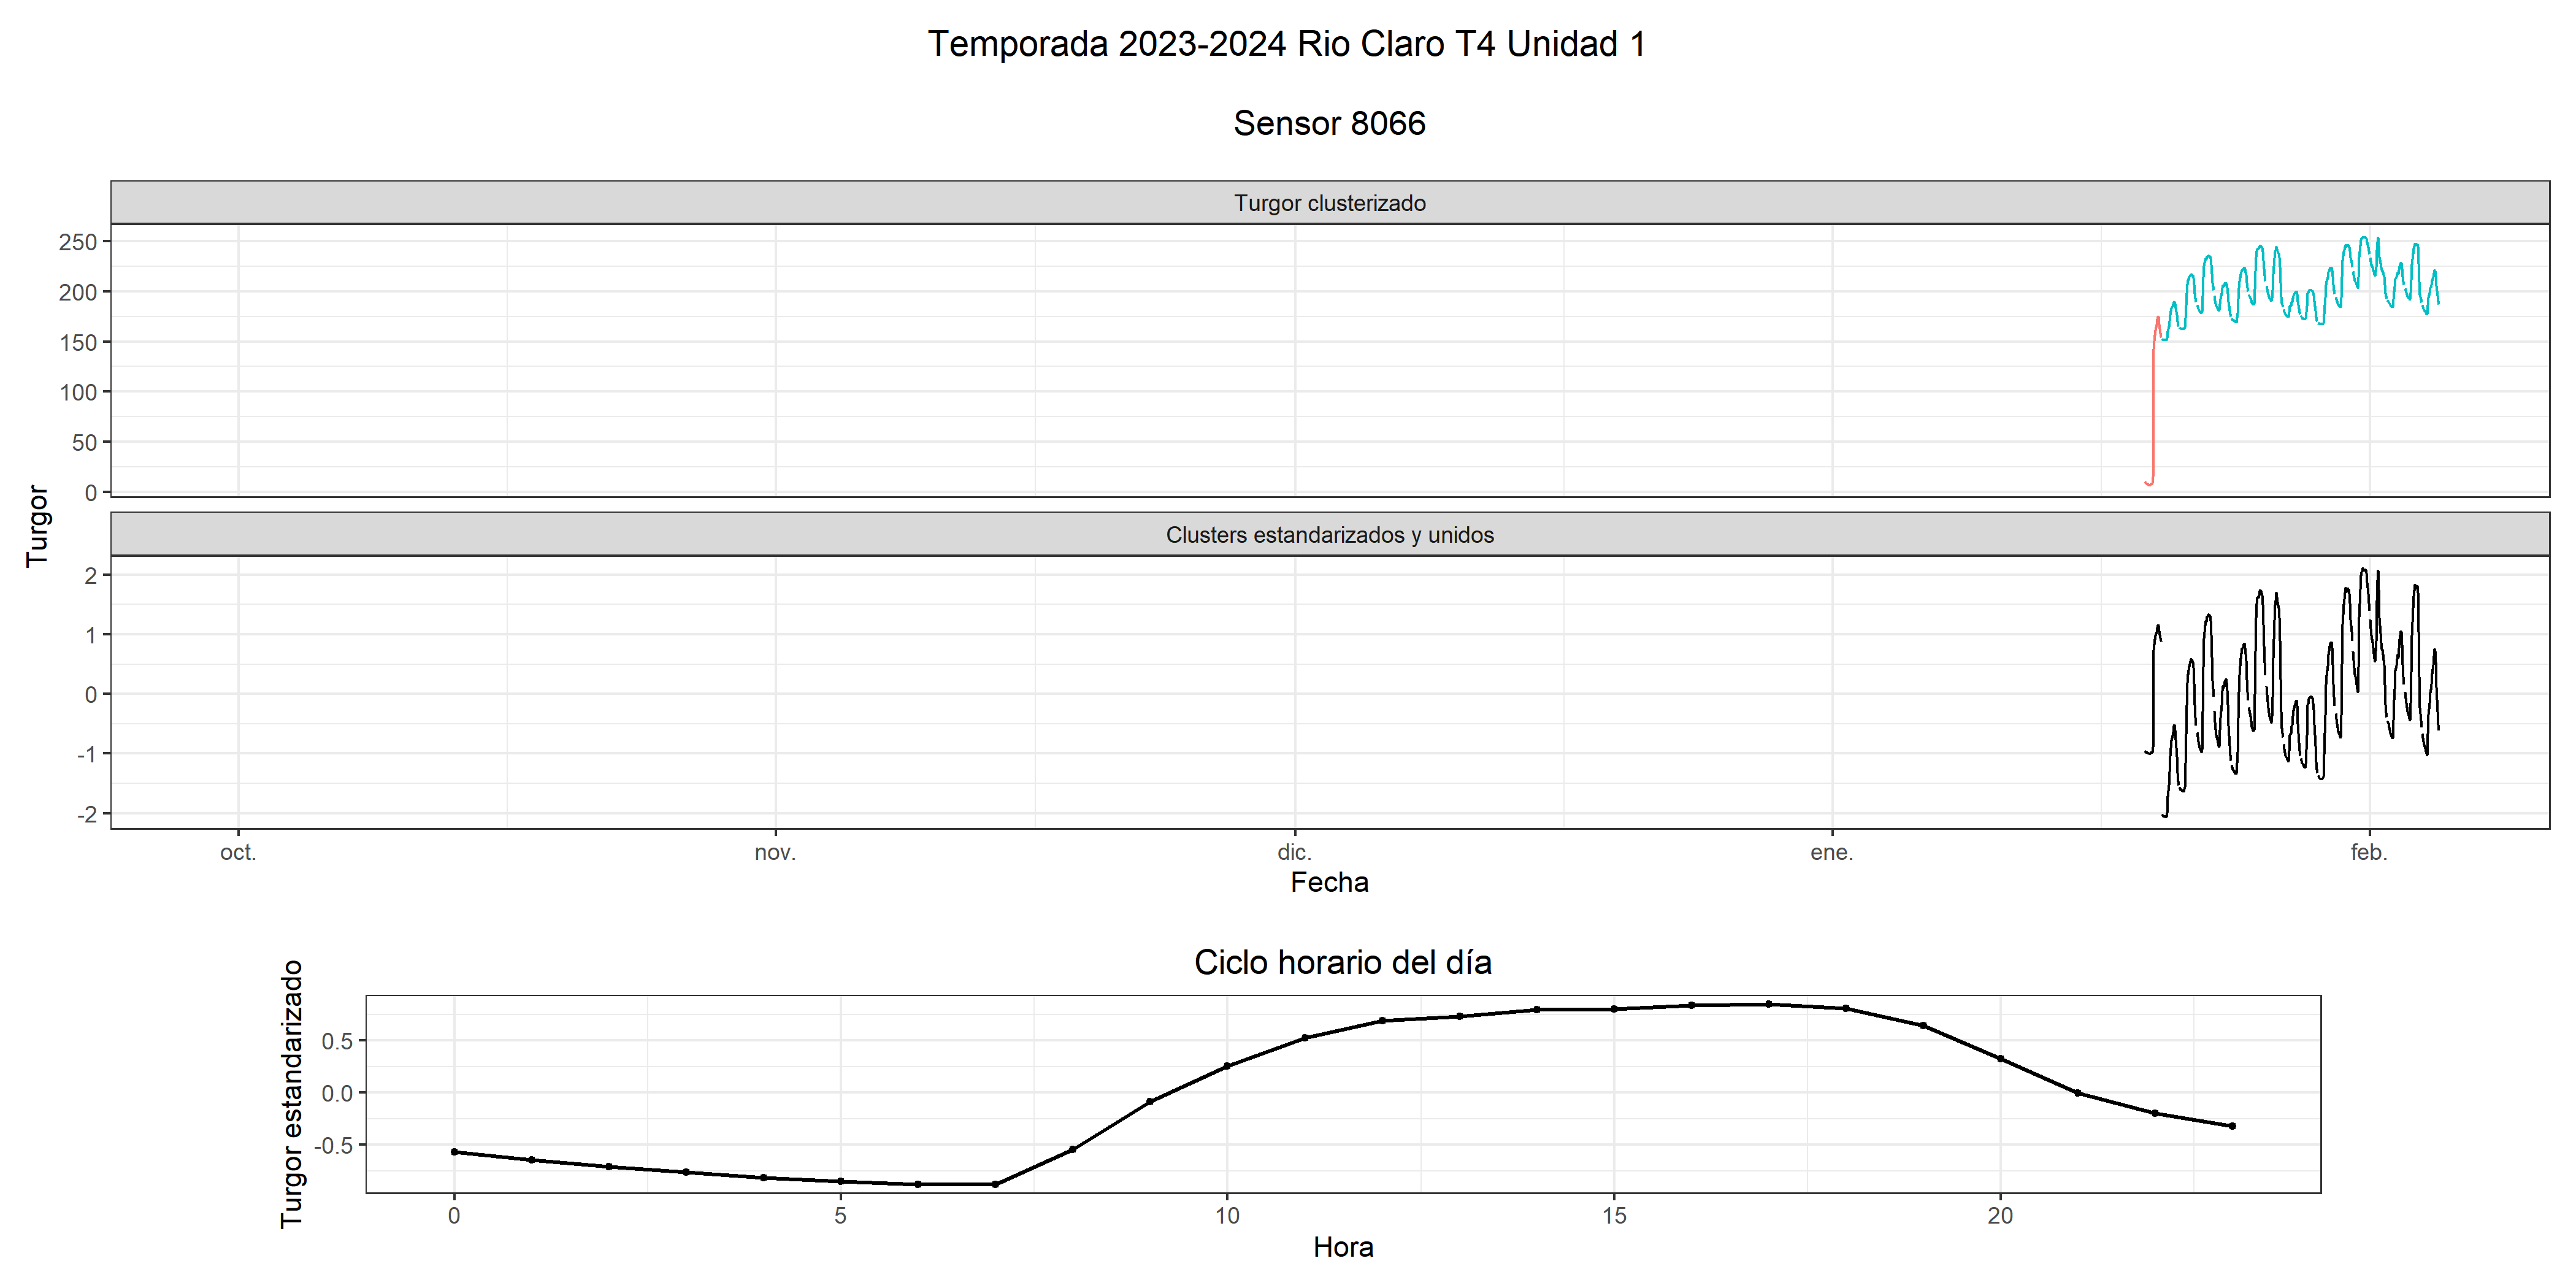 Temporada 2023-2024 Rio Claro T4 Unidad 1
Sensor 8066
Turgor clusterizado
250
200
150
100
50
0
Turgor
Clusters estandarizados y unidos
2
1
0
-1
-2
oct. nov. dic. ene. feb.
Fecha
Ciclo horario del día
Turgor estandarizado
0.5
0.0
-0.5
0 5 10 15 20
Hora